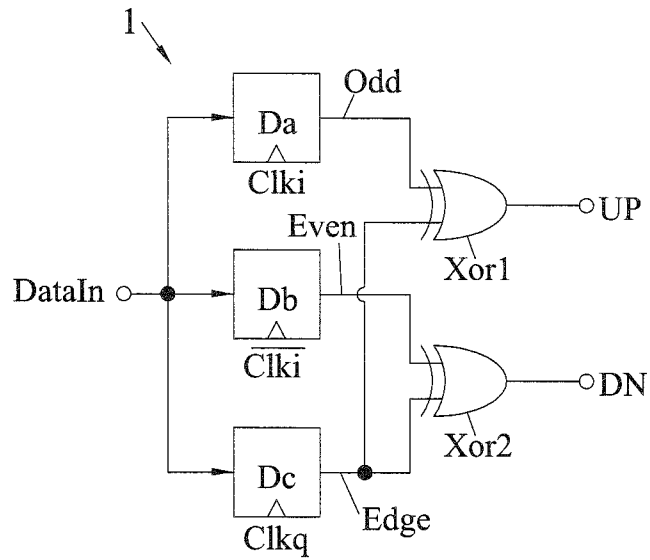 1
Odd
Da
Clki
UP
Xor1
Even
DataIn
Db
Clki
DN
Xor2
Dc
Edge
Clkq